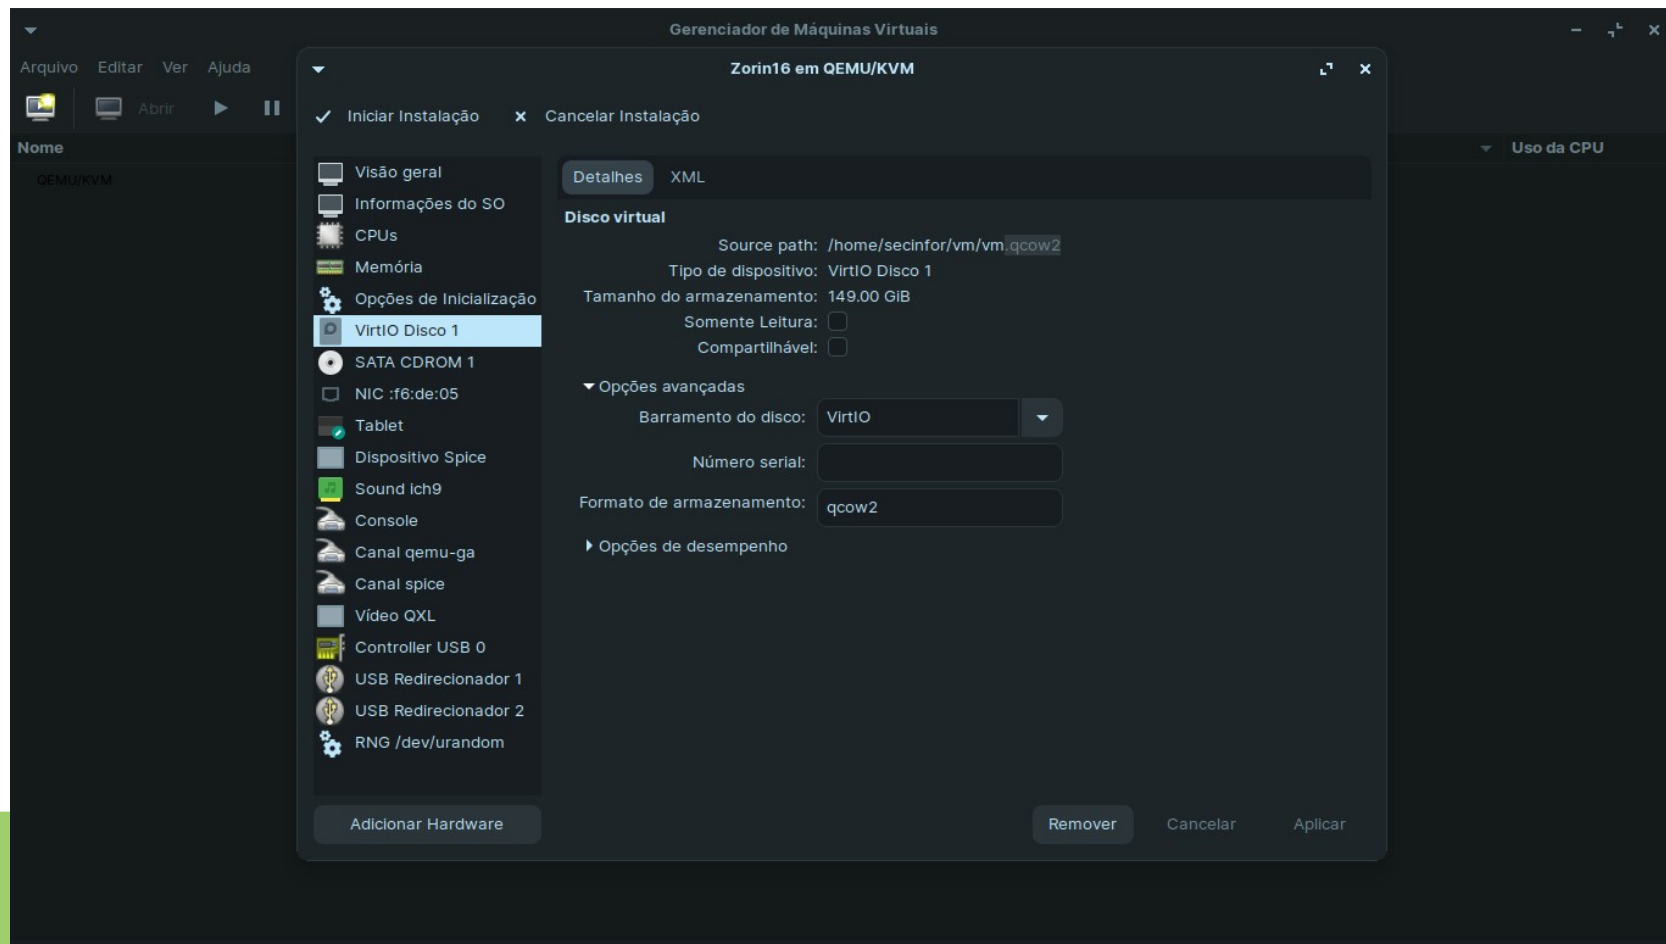 Gerenciador de Máquinas Virtuais
Arquivo Editar Ver Ajuda
Abrir
Nome
Uso da CPU
QEMU/KVM
Zorin16 em QEMU/KVM
Iniciar Instalação
Cancelar Instalação
Visão geral
Informações do SO
CPUs
Memória
Opções de Inicialização
VirtIO Disco 1
SATA CDROM 1
NIC :f6:de:05
Tablet
Dispositivo Spice
Sound ich9
Console
Canal qemu-ga
Canal spice
Vídeo QXL
Controller USB 0
USB Redirecionador 1
USB Redirecionador 2
RNG /dev/urandom
Adicionar Hardware
Detalhes XML
Disco virtual
Source path: /home/secinfor/vm/vm.qcow2
Tipo de dispositivo: VirtIO Disco 1
Tamanho do armazenamento: 149.00 GiB
Somente Leitura:
Compartilhável:
Opções avançadas
Barramento do disco: VirtIO
Número serial:
Formato de armazenamento: qcow2
Opções de desempenho
Remover Cancelar Aplicar